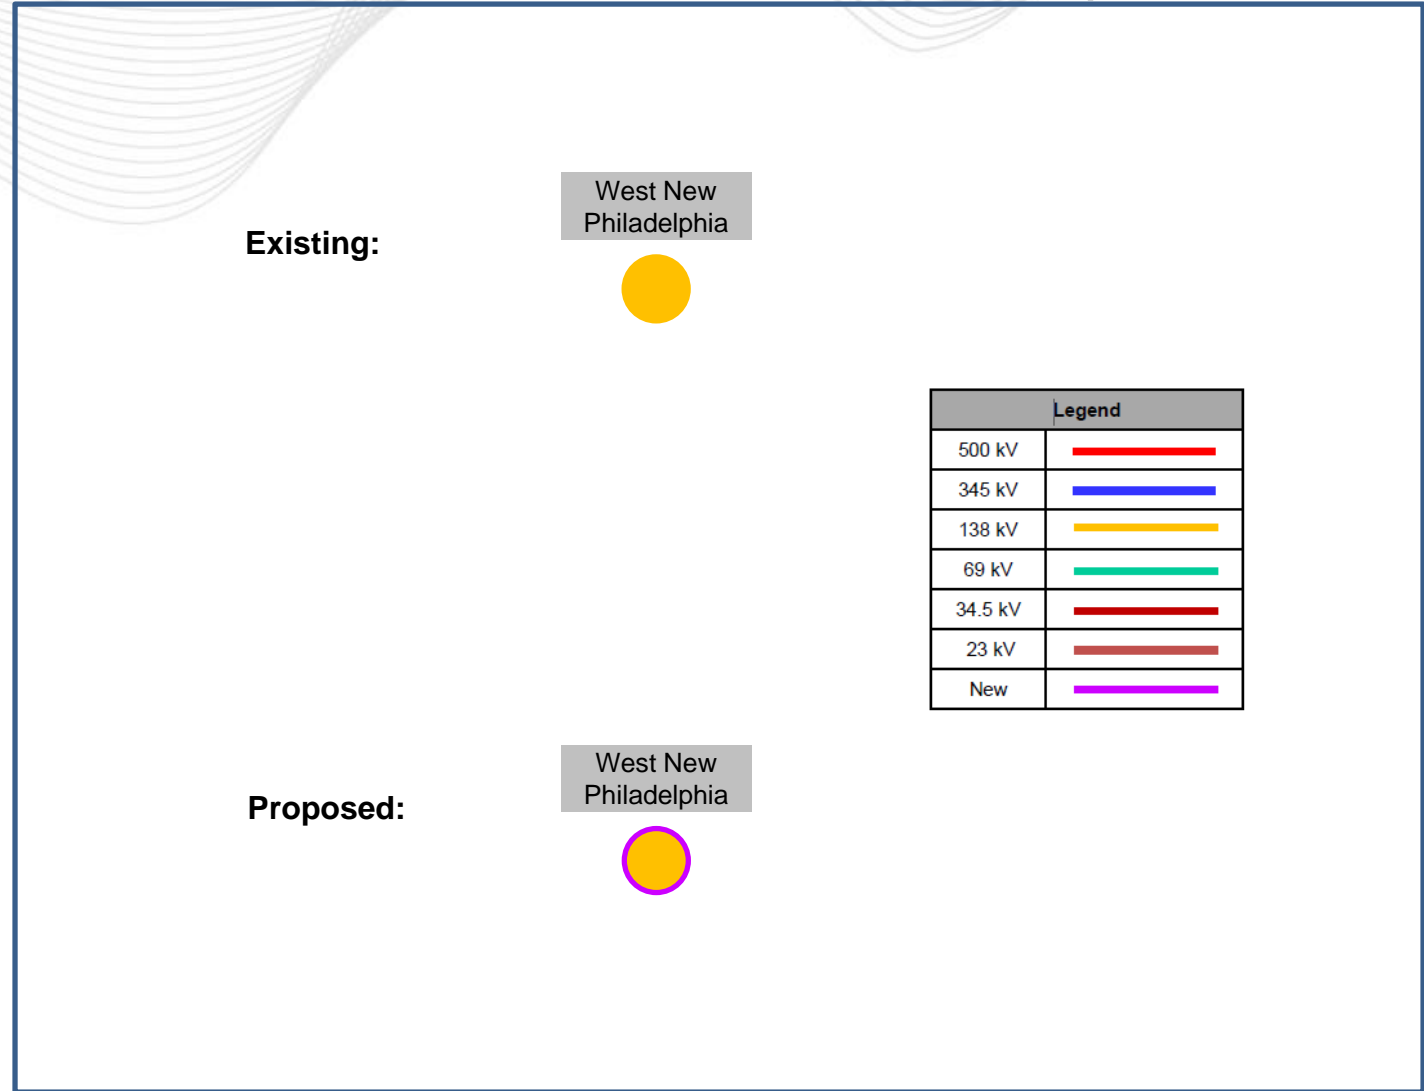 West New
Philadelphia
Existing:
Legend
500 kV
345 kV
138 kV
69 kV
34.5 kV
23 kV
New
West New
Philadelphia
Proposed: